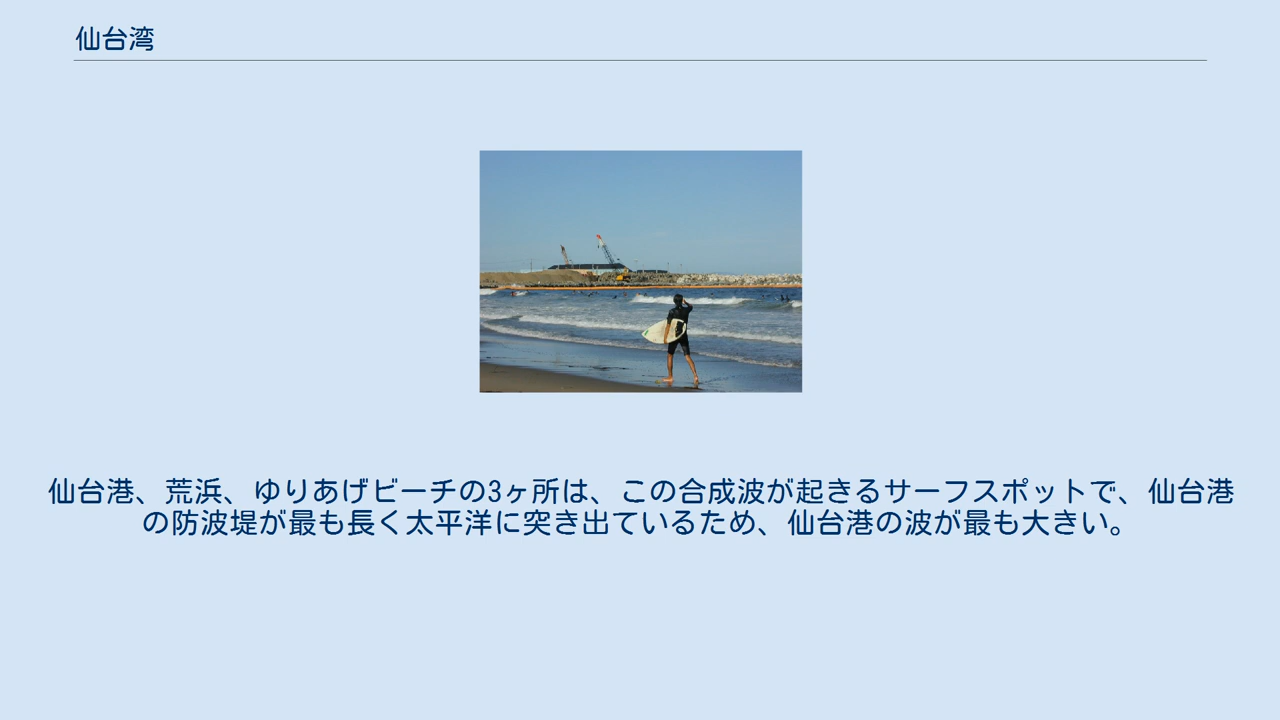 仙台湾
仙台港、荒浜、ゆりあげビーチの3ヶ所は、この合成波が起きるサーフスポットで、仙台港
の防波堤が最も長く太平洋に突き出ているため、仙台港の波が最も大きい。